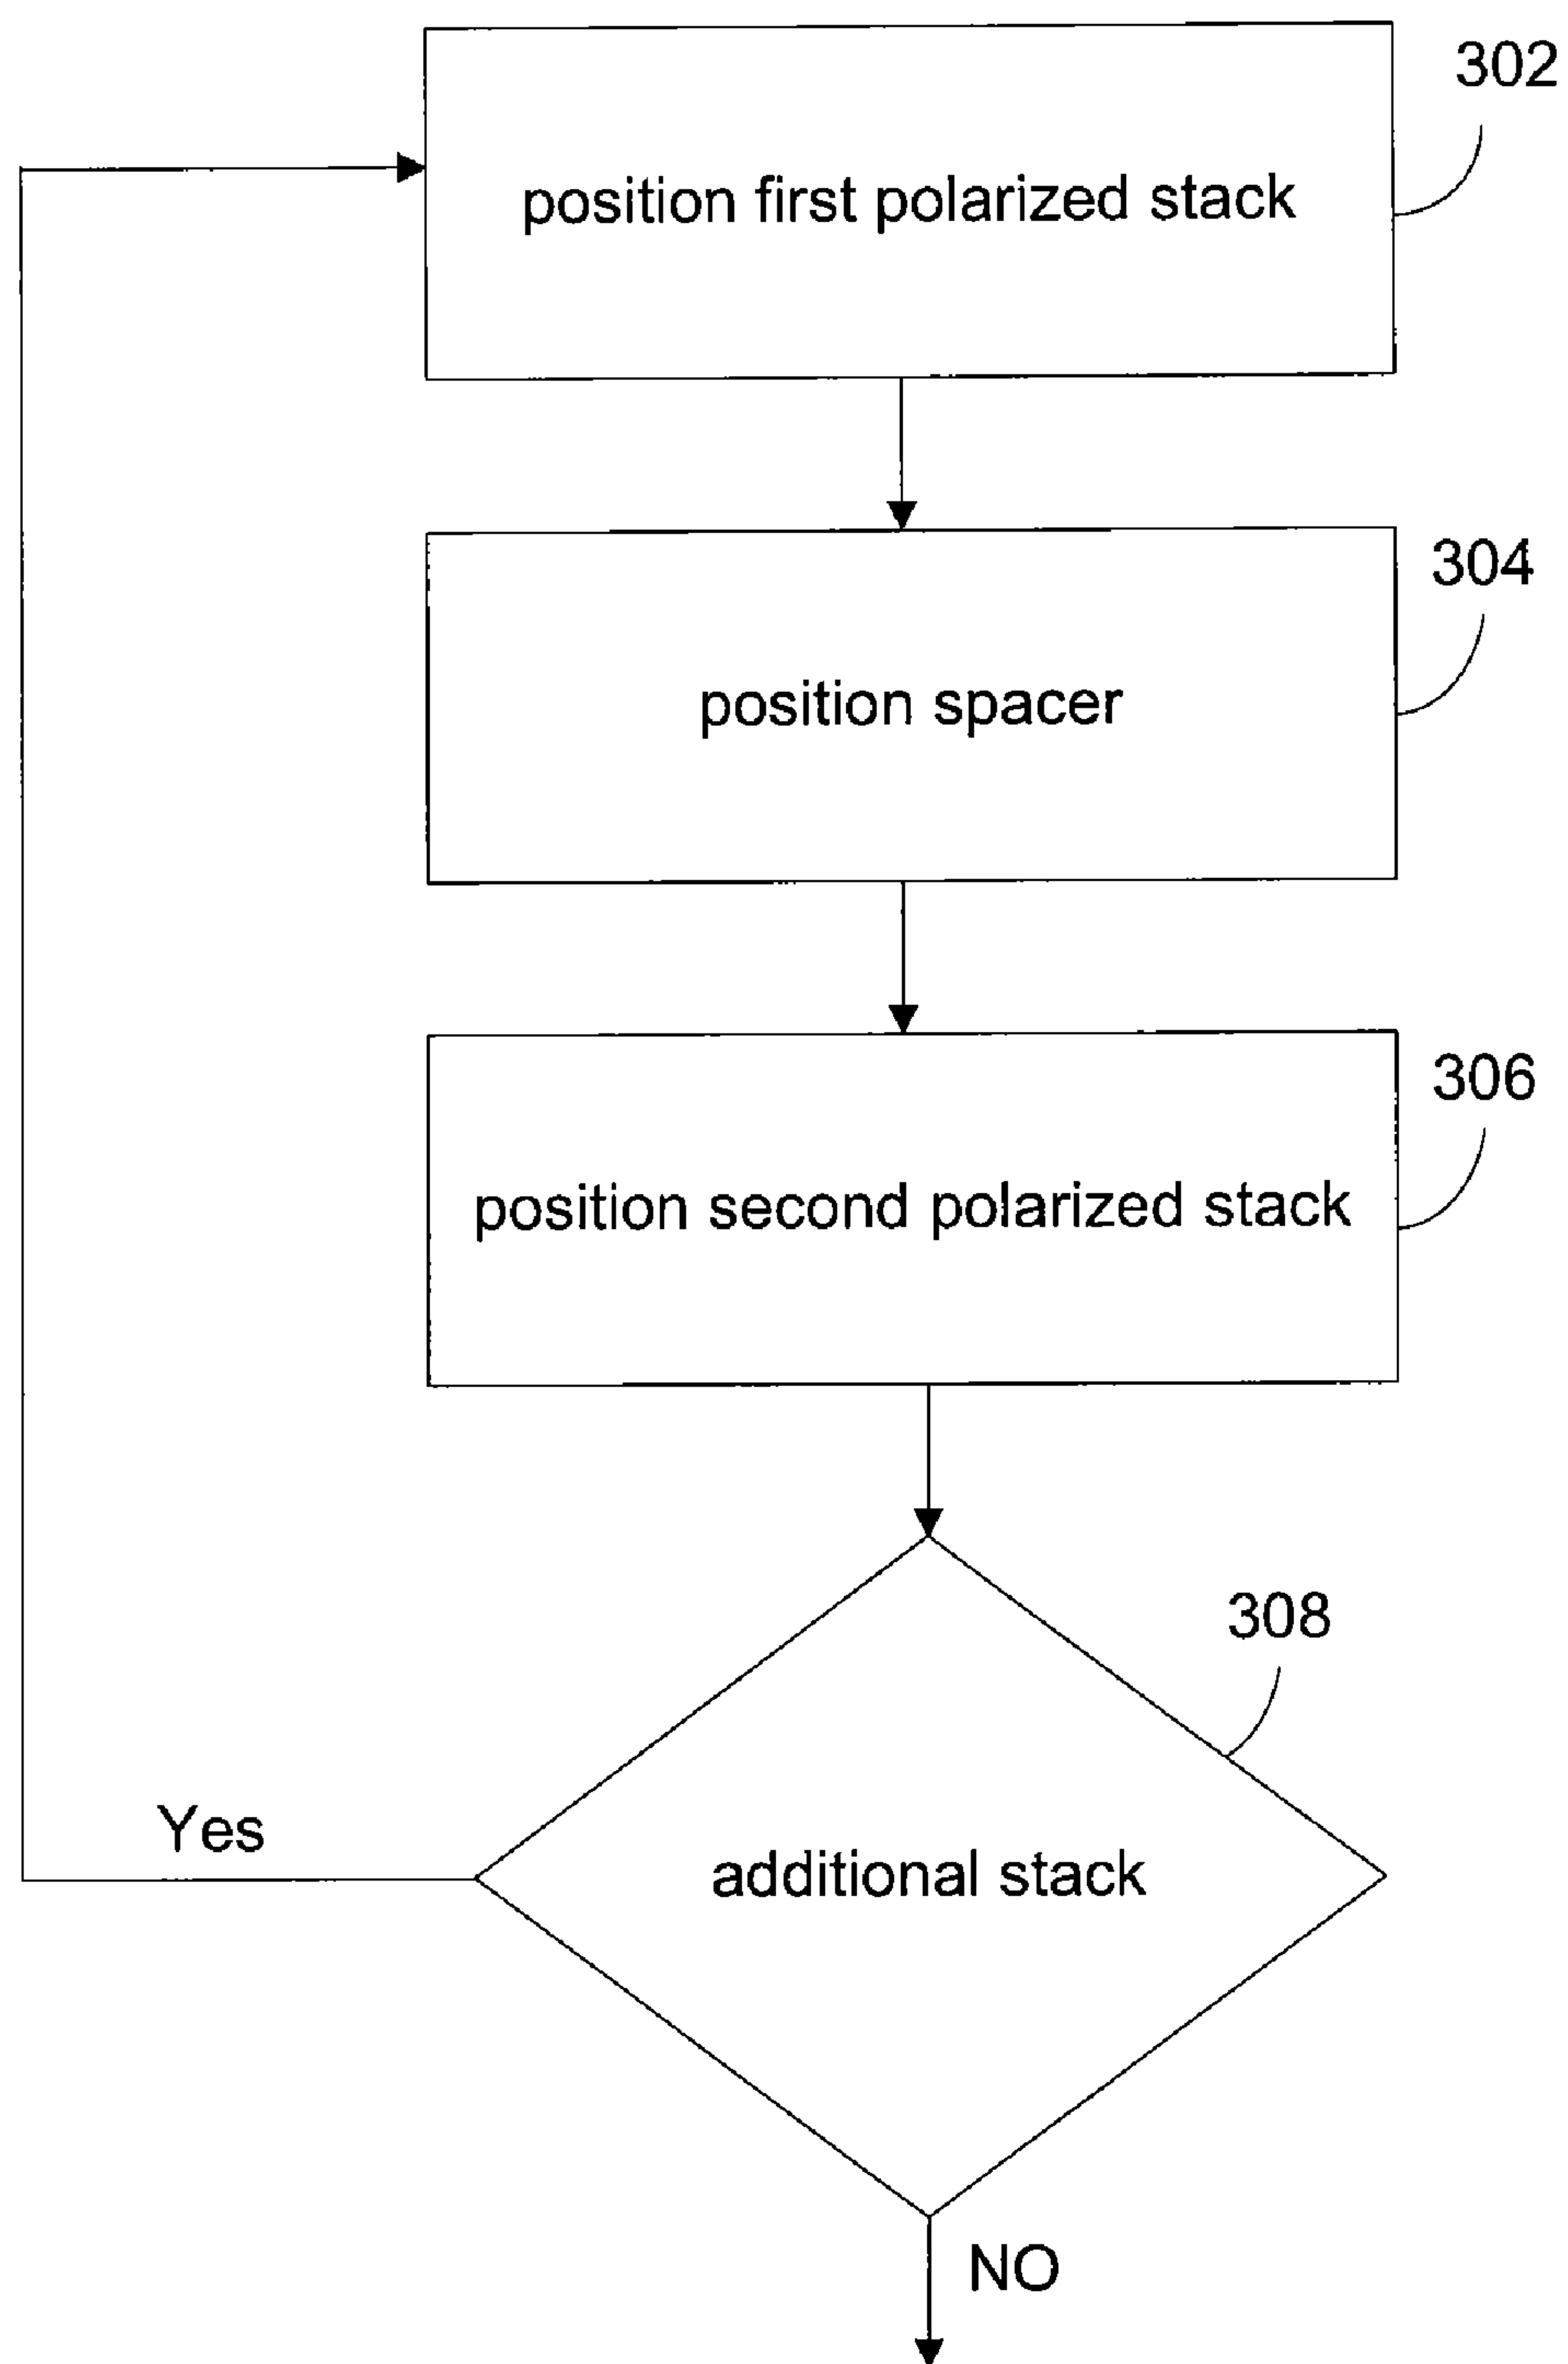 302
position first polarized stack
304
position spacer
306
position second polarized stack
308
additional stack
Yes
NO